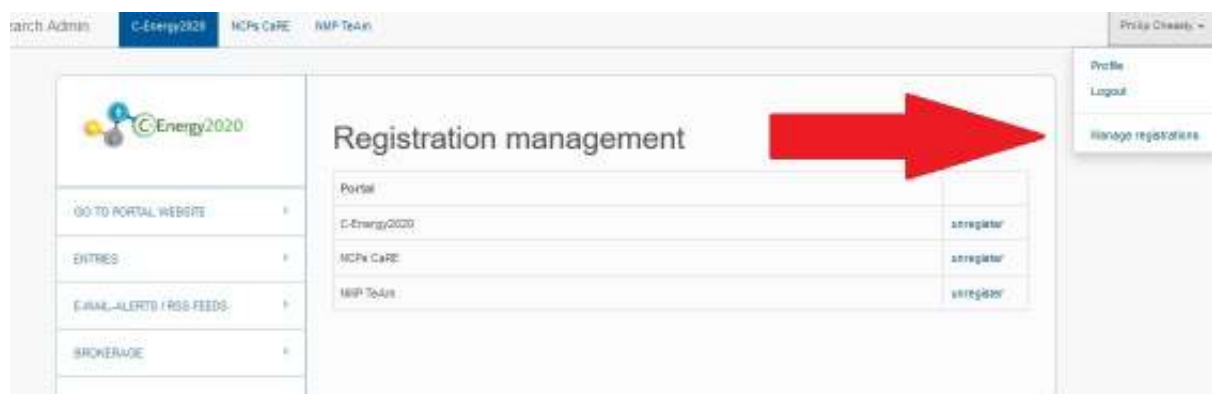 earch Admin C-Energy2020 NCPs CaRE NMP TeAm
Profile
Logout
Manage registrations
C-Energy2020
Registration management
Portal
GO TO PORTAL WEBSITE
C-Energy2020 unregister
ENTRIES
NCPs CaRE unregister
E-MAIL-ALERTS / RSS-FEEDS
NMP TeAm unregister
BROKERAGE